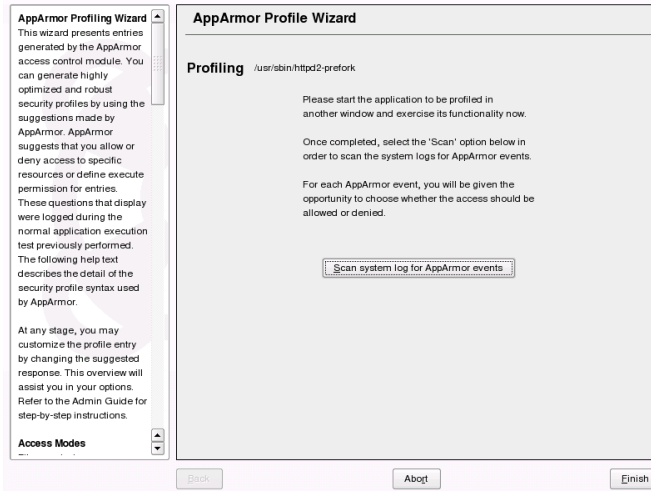 AppArmor Profiling Wizard
This wizard presents entries
generated by the AppArmor
access control module. You
can generate highly
optimized and robust
security profiles by using the
suggestions made by
AppArmor. AppArmor
suggests that you allow or
deny access to specific
resources or define execute
permission for entries.
These questions that display
were logged during the
normal application execution
test previously performed.
The following help text
describes the detail of the
security profile syntax used
by AppArmor.
At any stage, you may
customize the profile entry
by changing the suggested
response. This overview will
assist you in your options.
Refer to the Admin Guide for
step-by-step instructions.
Access Modes
AppArmor Profile Wizard
Profiling /usr/sbin/httpd2-prefork
Please start the application to be profiled in
another window and exercise its functionality now.
Once completed, select the 'Scan' option below in
order to scan the system logs for AppArmor events.
For each AppArmor event, you will be given the
opportunity to choose whether the access should be
allowed or denied.
Scan system log for AppArmor events
Back
Abort
Finish